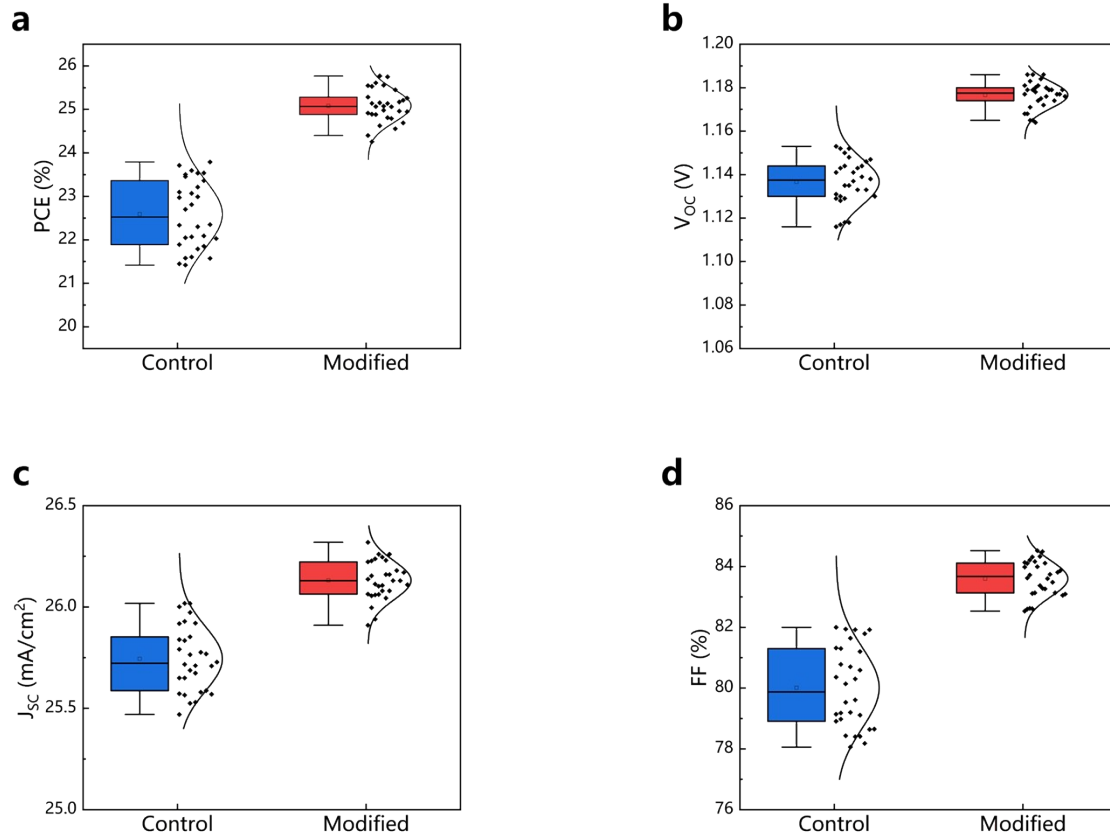 a
26
25
24
23
22
21
20
PCE (%)
Control Modified
b
1.20
1.18
1.16
1.14
1.12
1.10
1.08
1.06
VOC (V)
Control Modified
c
26.5
26.0
25.5
25.0
JSC (mA/cm²)
Control Modified
d
86
84
82
80
78
76
FF (%)
Control Modified